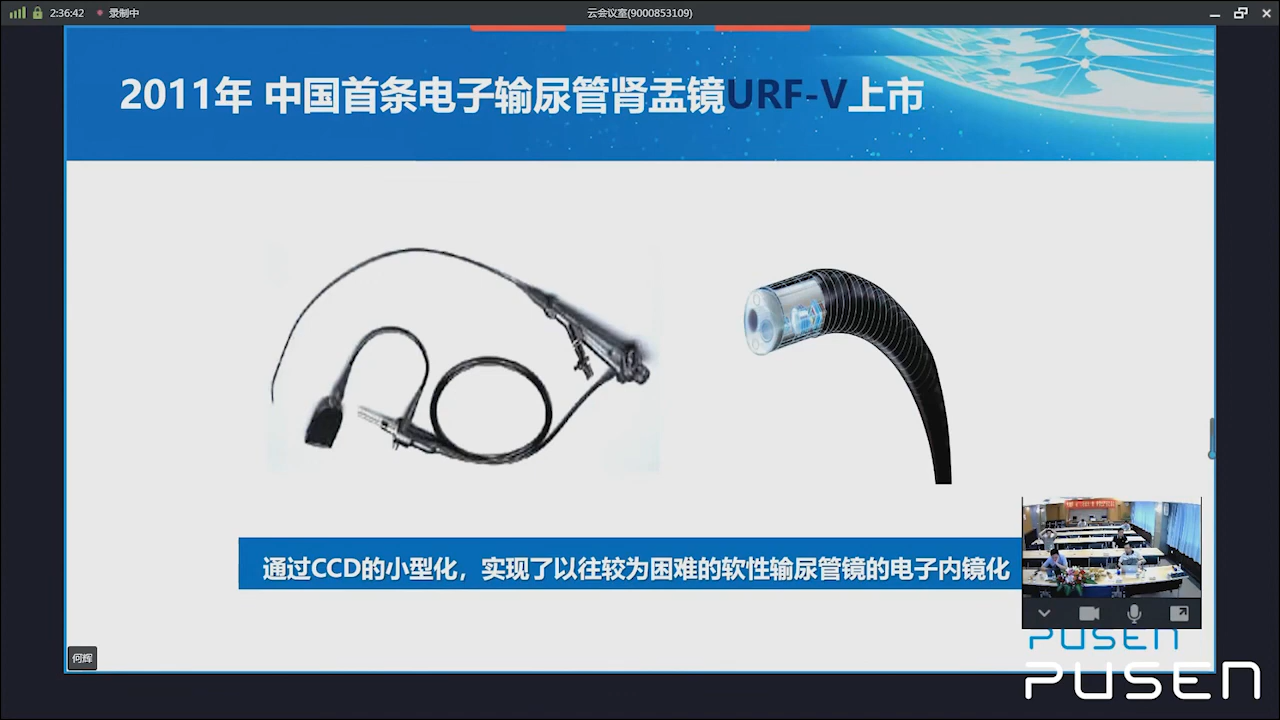 2:36:42
录制中
云会议室(9000853109)
2011年 中国首条电子输尿管肾盂镜URF-V上市
通过CCD的小型化，实现了以往较为困难的软性输尿管镜的电子内镜化
何辉
PUSEN
PUSEN